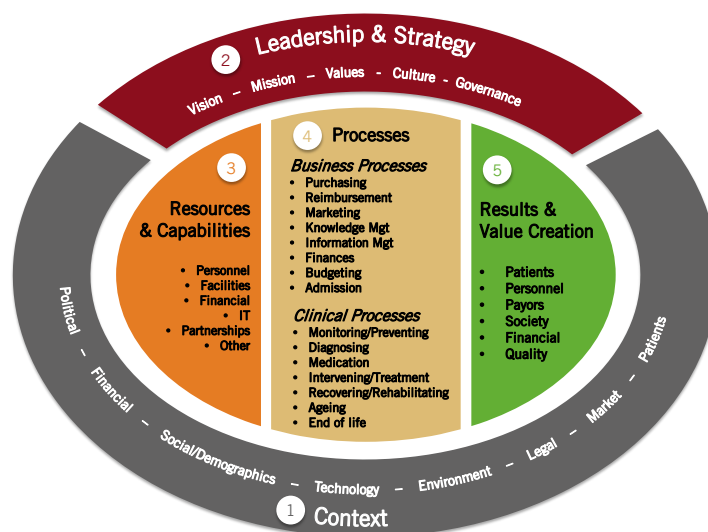 2
Leadership & Strategy
Vision – Mission – Values - Culture - Governance
3
Resources
& Capabilities
• Personnel
• Facilities
• Financial
• IT
• Partnerships
• Other
4
Processes
Business Processes
• Purchasing
• Reimbursement
• Marketing
• Knowledge Mgt
• Information Mgt
• Finances
• Budgeting
• Admission
Clinical Processes
• Monitoring/Preventing
• Diagnosing
• Medication
• Intervening/Treatment
• Recovering/Rehabilitating
• Ageing
• End of life
5
Results &
Value Creation
• Patients
• Personnel
• Payors
• Society
• Financial
• Quality
Political – Financial – Social/Demographics – Technology – Environment – Legal – Market – Patients
1
Context